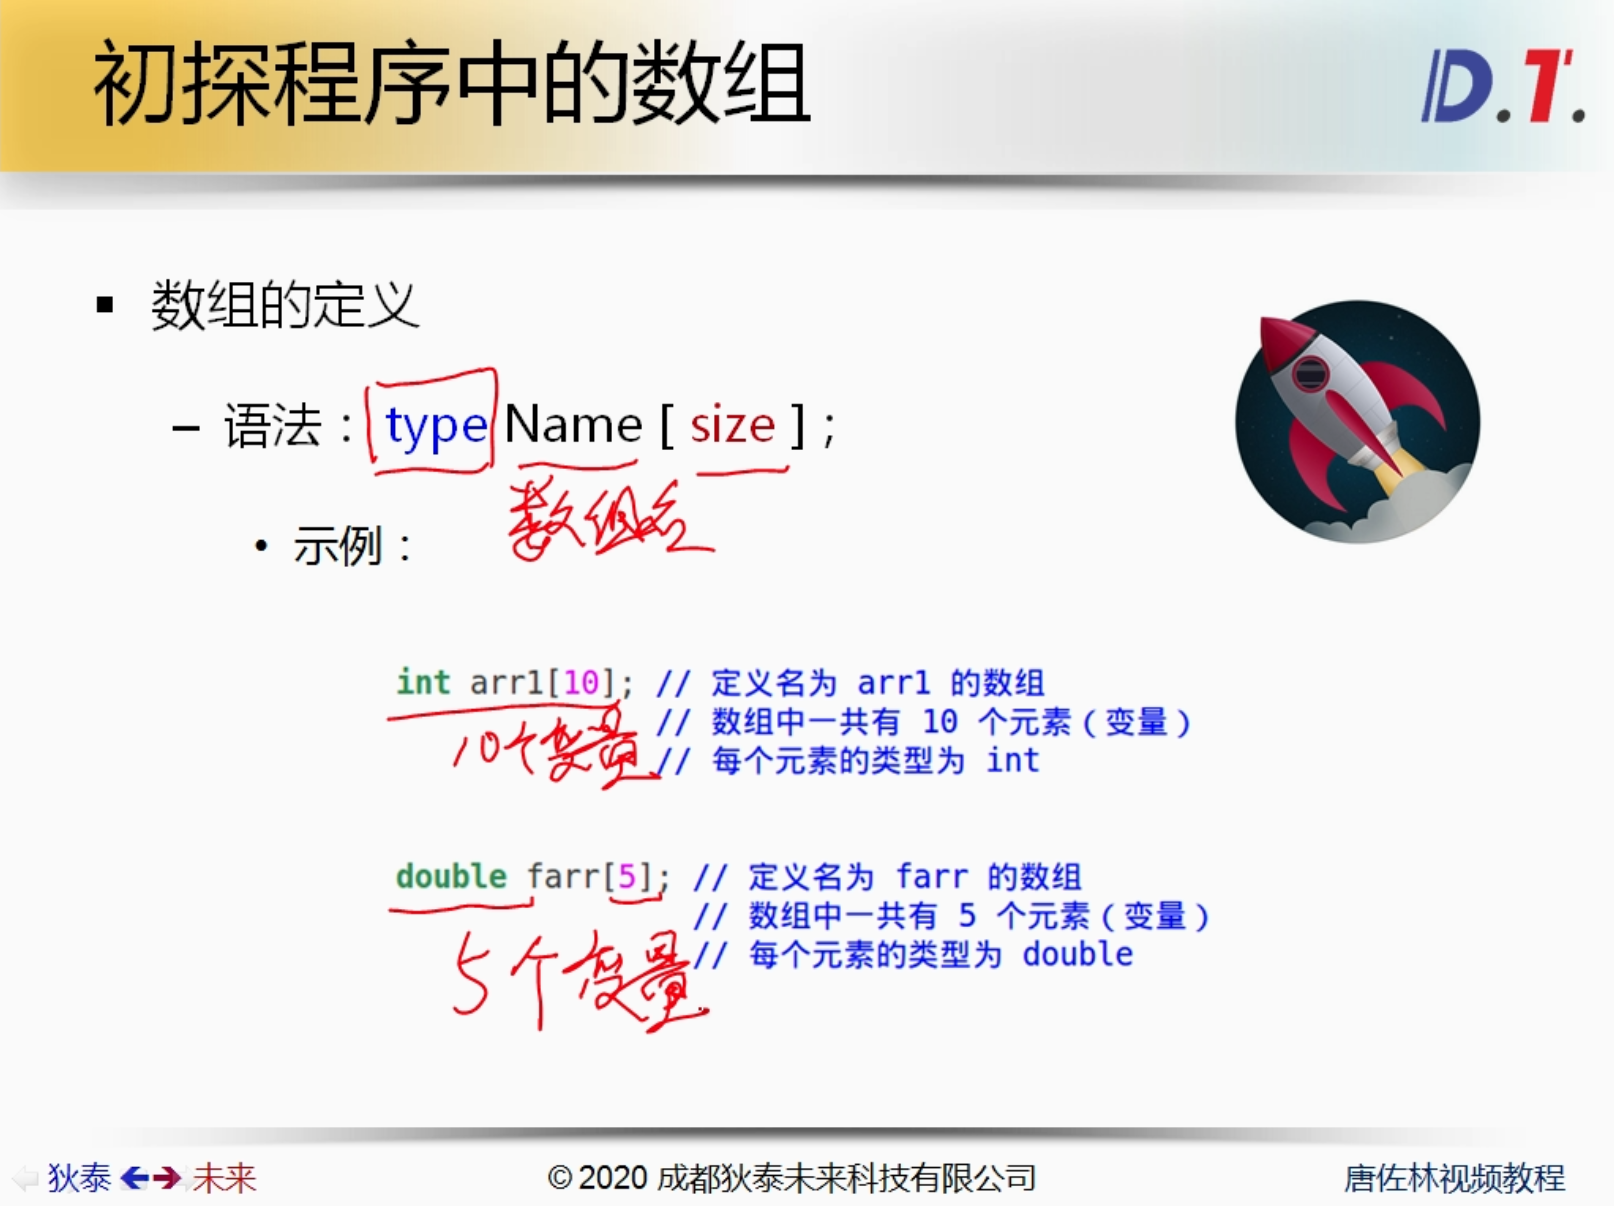 初探程序中的数组
D.T.
▪ 数组的定义
– 语法：type Name [ size ] ;
数组名
• 示例：
int arr1[10]; // 定义名为 arr1 的数组
// 数组中一共有 10 个元素（变量）
10个变量 // 每个元素的类型为 int
double farr[5]; // 定义名为 farr 的数组
// 数组中一共有 5 个元素（变量）
5个变量 // 每个元素的类型为 double
狄泰 未来
© 2020 成都狄泰未来科技有限公司
唐佐林视频教程